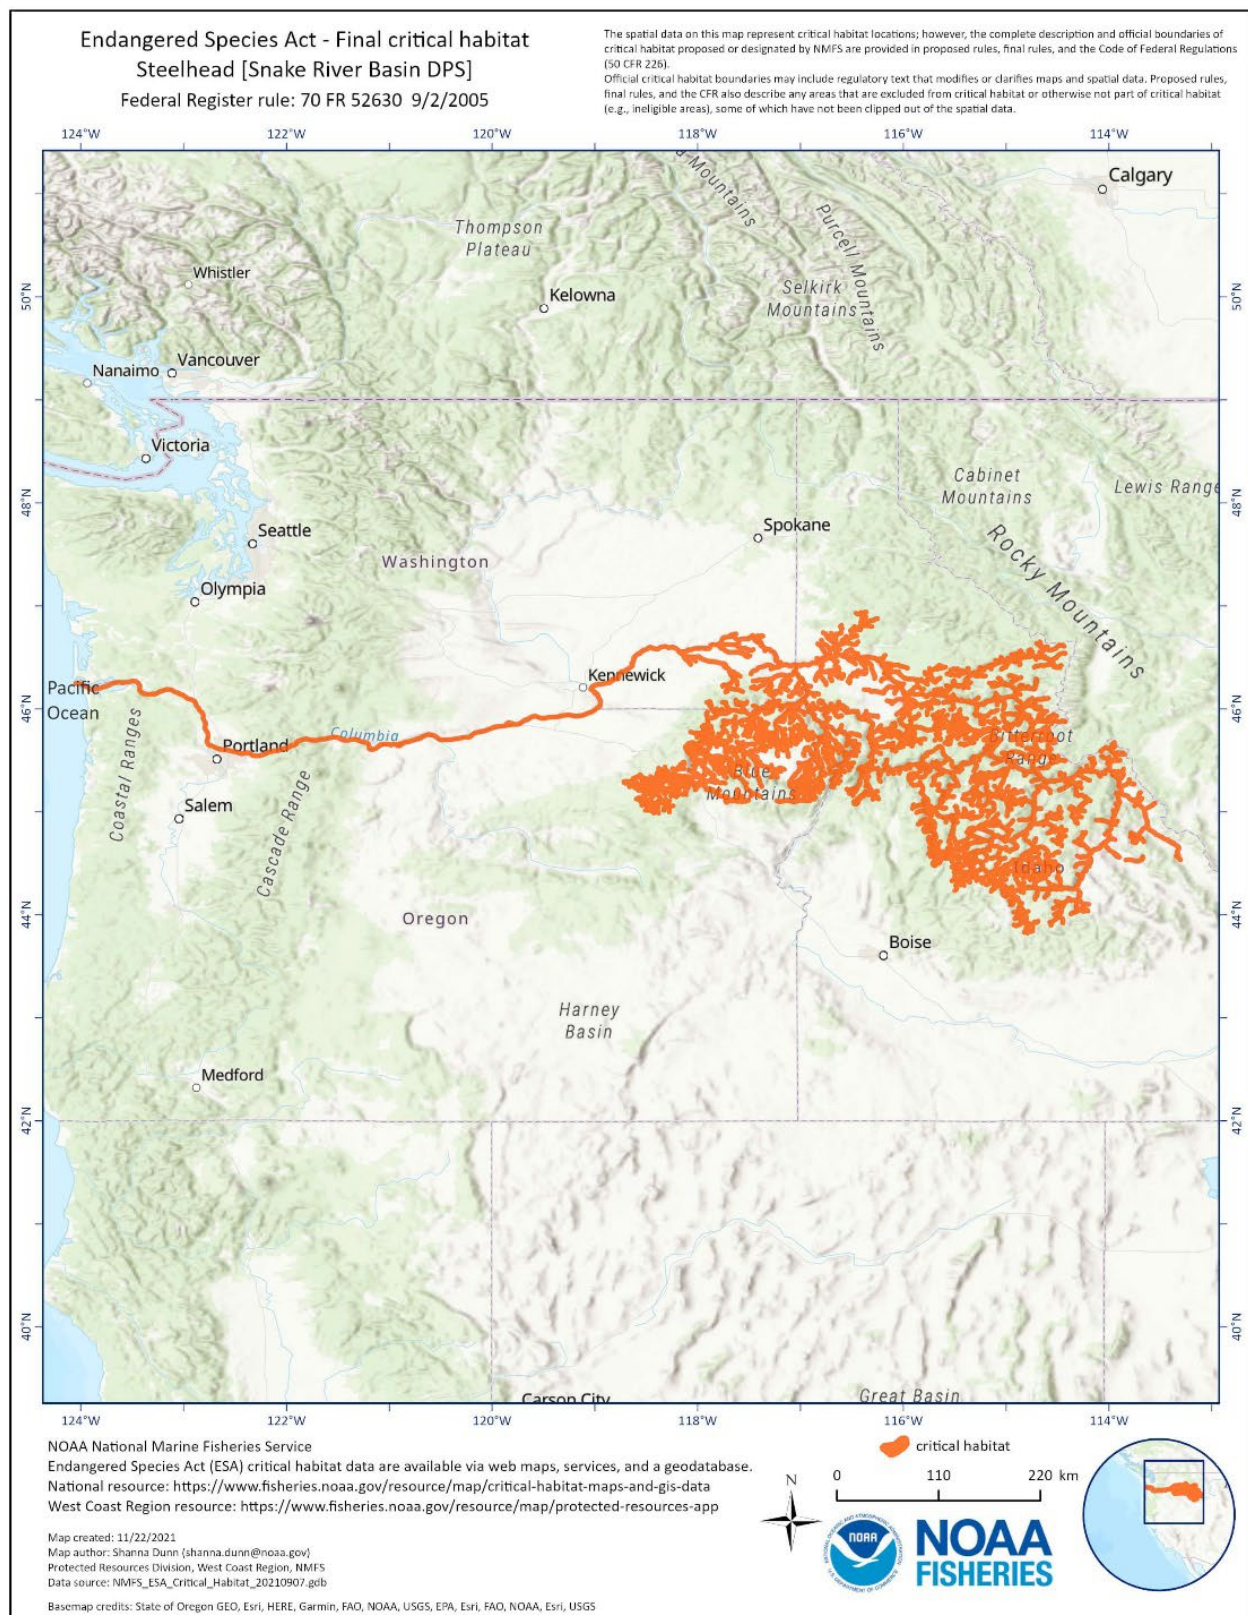 Endangered Species Act - Final critical habitat
Steelhead [Snake River Basin DPS]
Federal Register rule: 70 FR 52630 9/2/2005
The spatial data on this map represent critical habitat locations; however, the complete description and official boundaries of
critical habitat proposed or designated by NMFS are provided in proposed rules, final rules, and the Code of Federal Regulations
(50 CFR 226).
Official critical habitat boundaries may include regulatory text that modifies or clarifies maps and spatial data. Proposed rules,
final rules, and the CFR also describe any areas that are excluded from critical habitat or otherwise not part of critical habitat
(e.g., ineligible areas), some of which have not been clipped out of the spatial data.
124°W 122°W 120°W 118°W 116°W 114°W
a Mountains
Calgary
Purcell Mountains
Thompson
Plateau
Whistler
50°N
Kelowna
Selkirk
Mountains
50°N
Nanaimo
Vancouver
Victoria
Cabinet
Mountains
Lewis Range
48°N
48°N
Seattle
Spokane
Washington
Rocky Mountains
Olympia
Kennewick
Pacific
Ocean
46°N
46°N
Columbia
Portland
Bitterroot
Range
Blue
Mountains
Coastal Ranges
Salem
Cascade Range
Idaho
44°N
Oregon
44°N
Boise
Harney
Basin
Medford
42°N
42°N
40°N
40°N
Carson City
Great Basin
124°W 122°W 120°W 118°W 116°W 114°W
NOAA National Marine Fisheries Service
Endangered Species Act (ESA) critical habitat data are available via web maps, services, and a geodatabase.
National resource: https://www.fisheries.noaa.gov/resource/map/critical-habitat-maps-and-gis-data
West Coast Region resource: https://www.fisheries.noaa.gov/resource/map/protected-resources-app
critical habitat
N
0 110 220 km
Map created: 11/22/2021
Map author: Shanna Dunn (shanna.dunn@noaa.gov)
Protected Resources Division, West Coast Region, NMFS
Data source: NMFS_ESA_Critical_Habitat_20210907.gdb
NATIONAL OCEANIC AND ATMOSPHERIC ADMINISTRATION
NOAA
U.S. DEPARTMENT OF COMMERCE
NOAA
FISHERIES
Basemap credits: State of Oregon GEO, Esri, HERE, Garmin, FAO, NOAA, USGS, EPA, Esri, FAO, NOAA, Esri, USGS